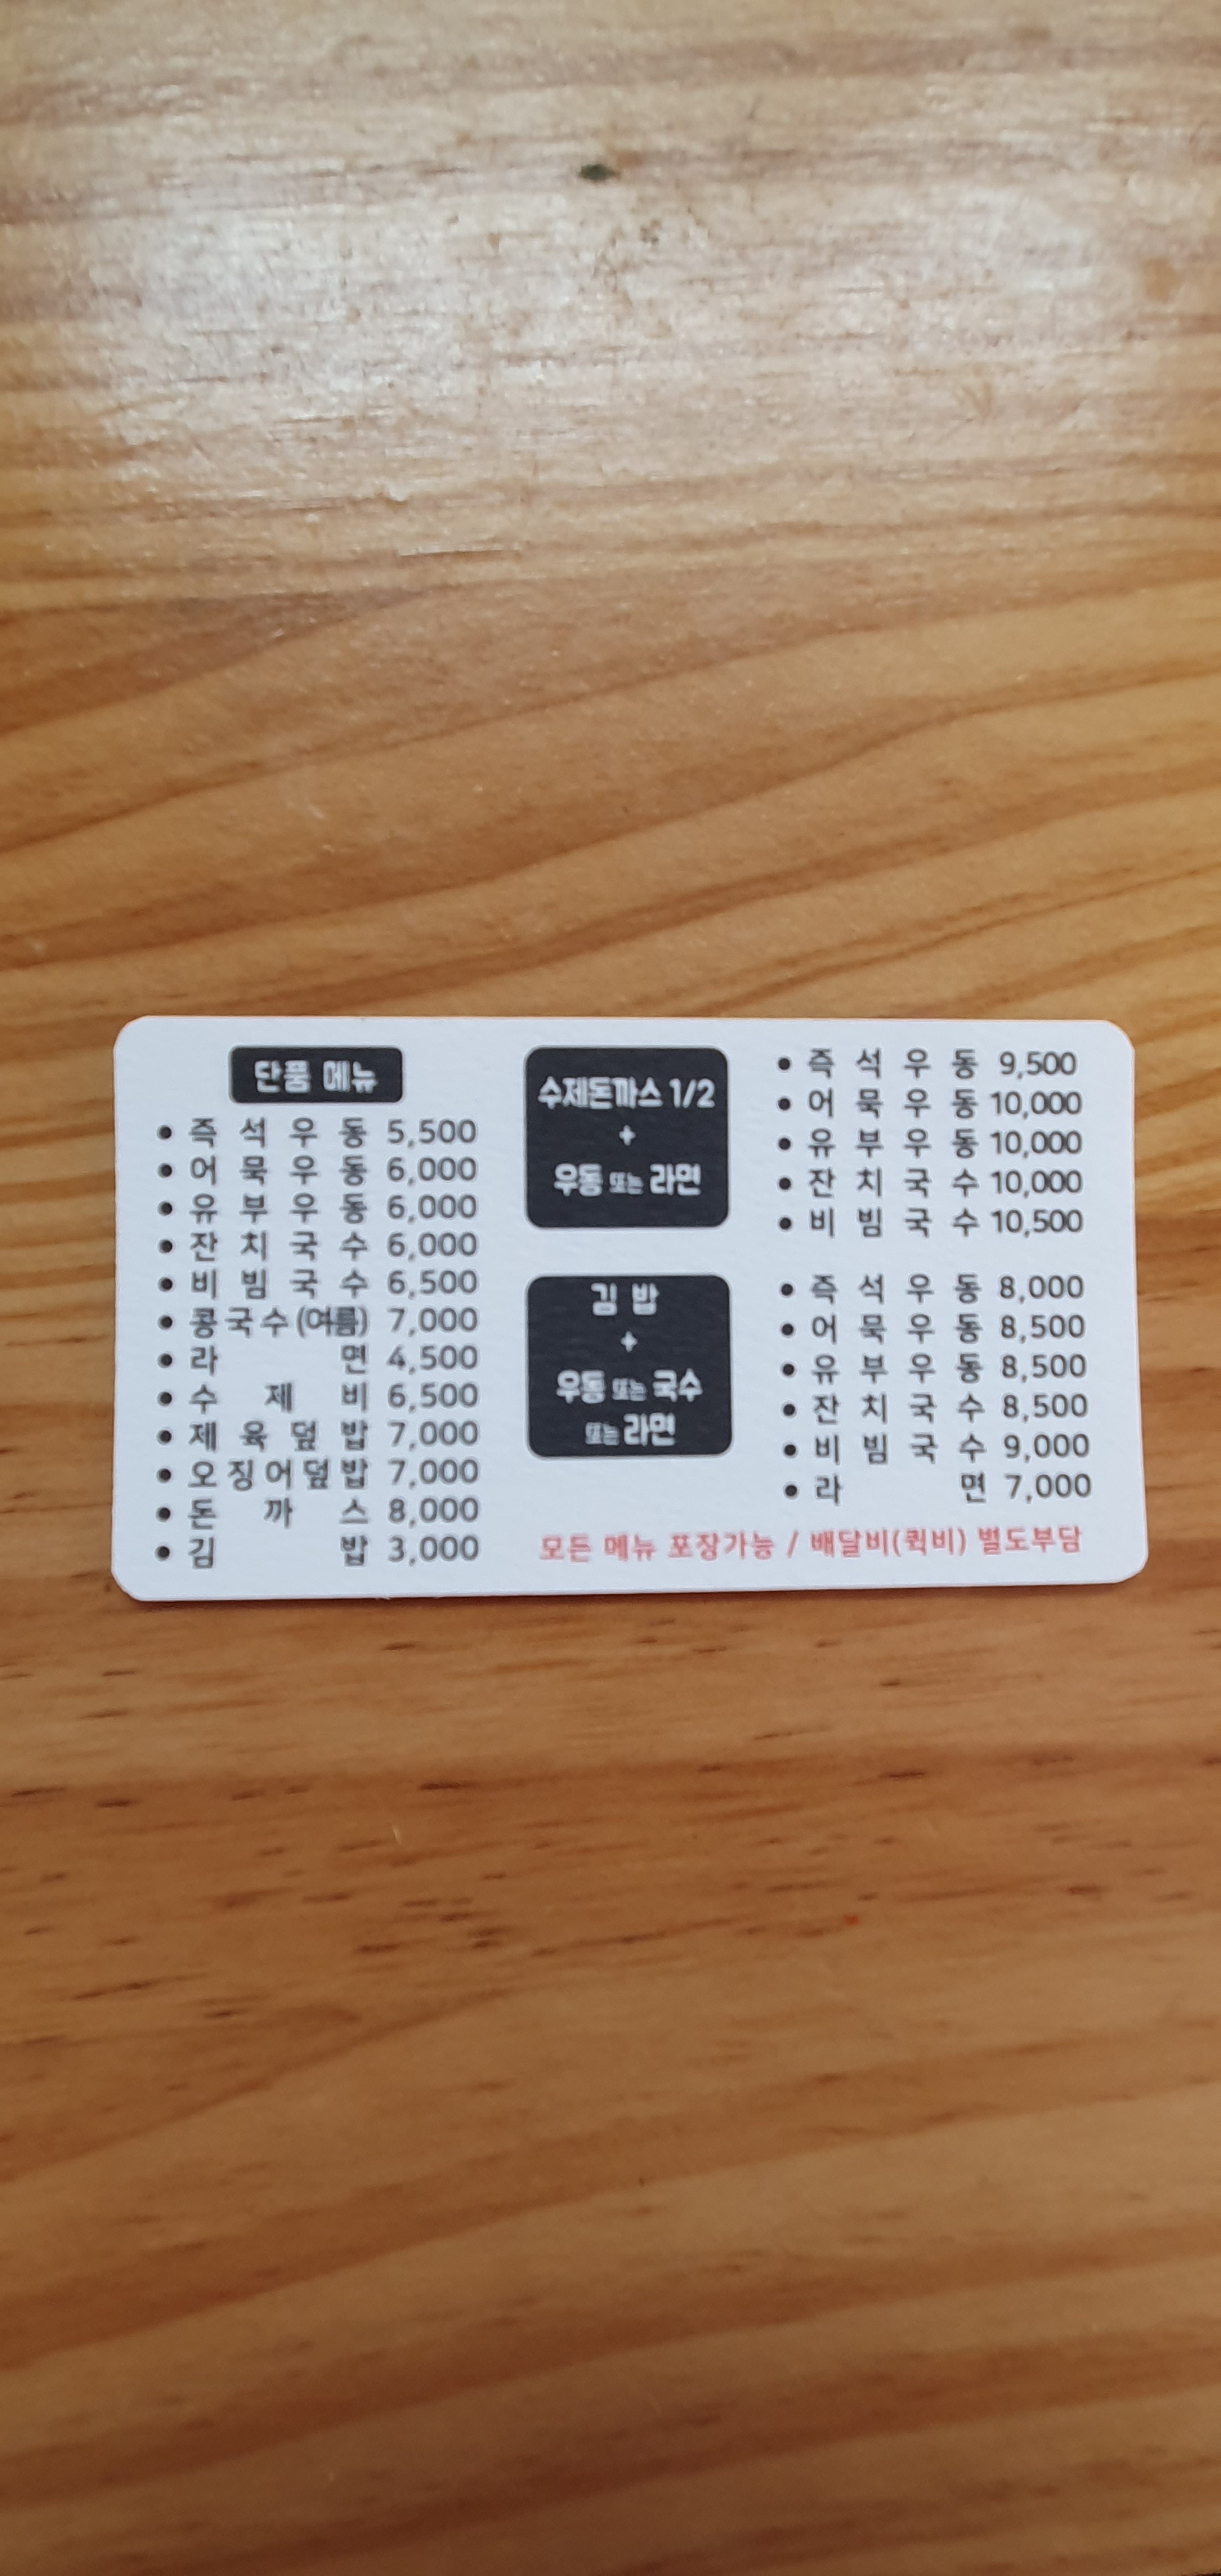 단품 메뉴
• 즉석우동 5,500
• 어묵우동 6,000
• 유부우동 6,000
• 잔치국수 6,000
• 비빔국수 6,500
• 콩국수(여름) 7,000
• 라면 4,500
• 수제비 6,500
• 제육덮밥 7,000
• 오징어덮밥 7,000
• 돈까스 8,000
• 김밥 3,000
수제돈까스 1/2
+
우동 또는 라면
• 즉석우동 9,500
• 어묵우동 10,000
• 유부우동 10,000
• 잔치국수 10,000
• 비빔국수 10,500
김밥
+
우동 또는 국수
또는 라면
• 즉석우동 8,000
• 어묵우동 8,500
• 유부우동 8,500
• 잔치국수 8,500
• 비빔국수 9,000
• 라면 7,000
모든 메뉴 포장가능 / 배달비(퀵비) 별도부담